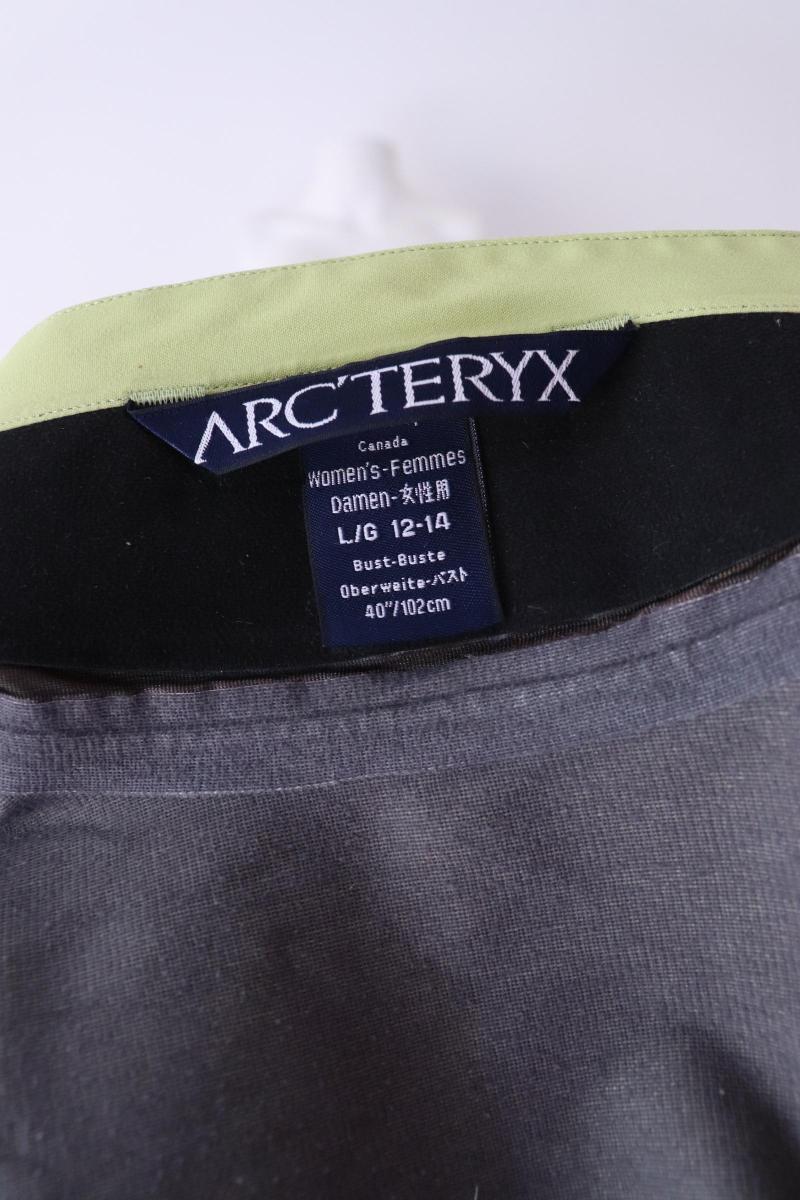 ARC'TERYX
Canada
Women's-Femmes
Damen-女性用
L/G 12-14
Bust-Buste
Oberweite-バスト
40"/102cm